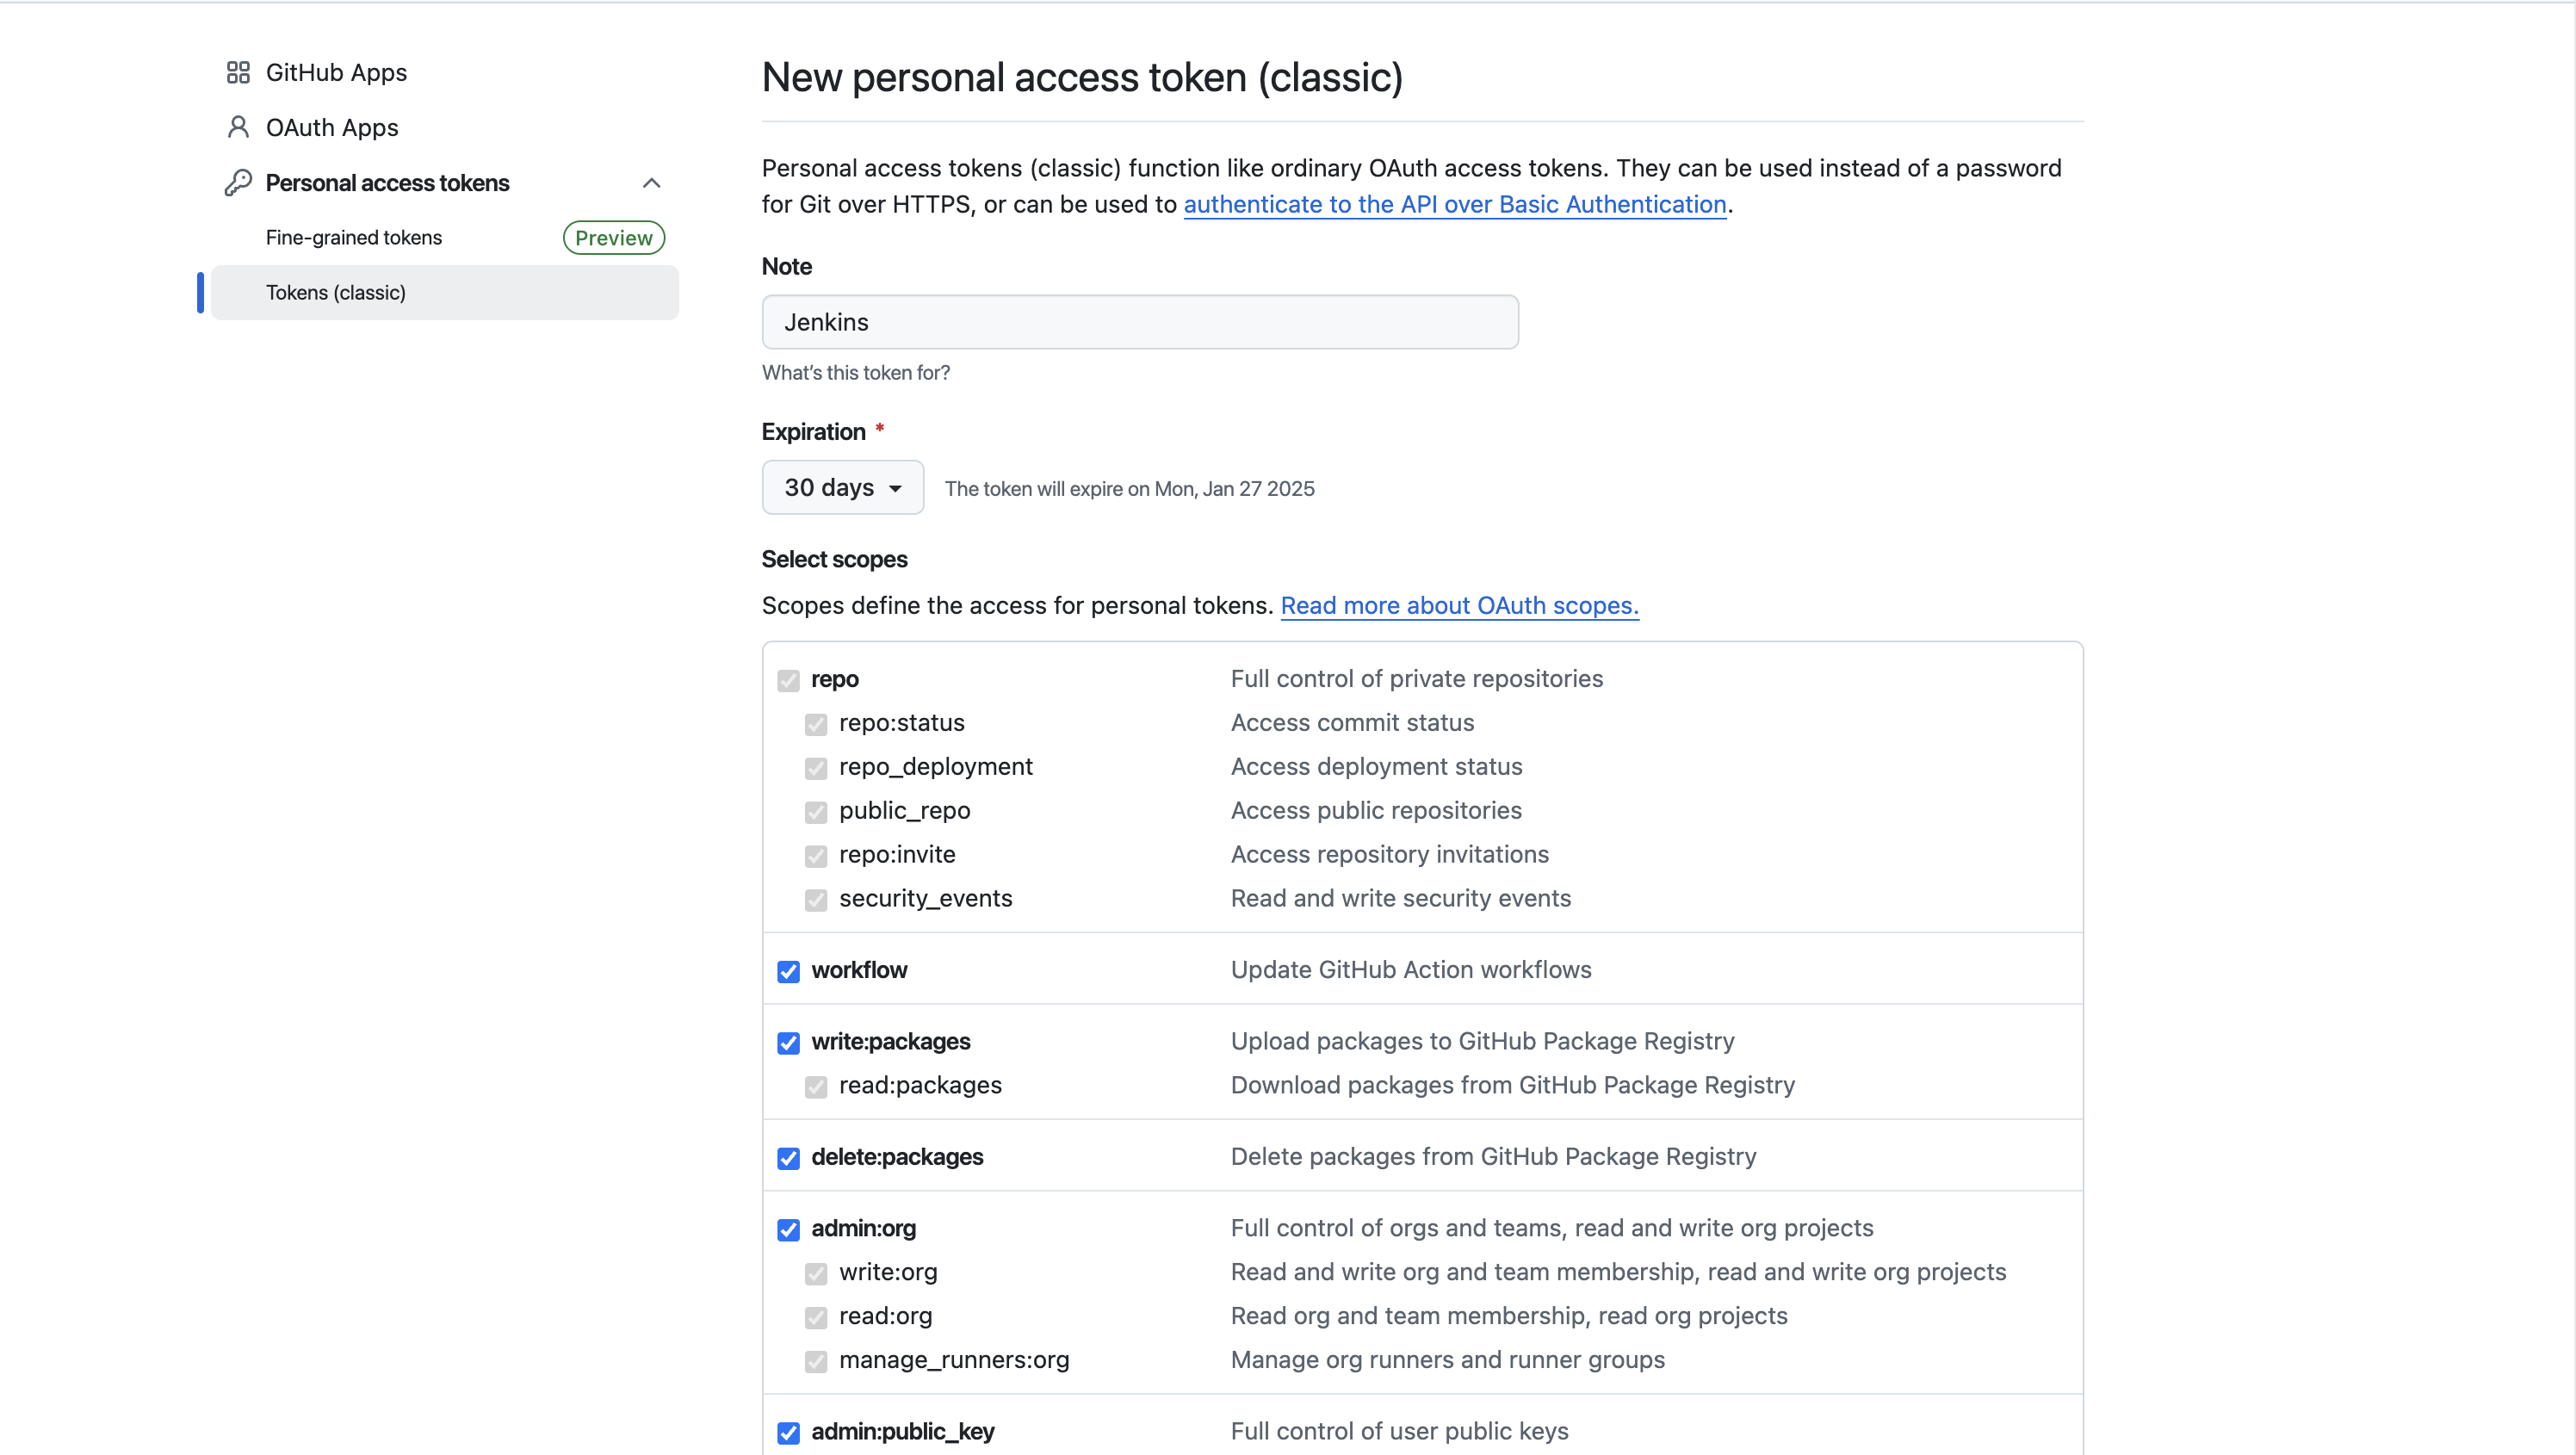 GitHub Apps
OAuth Apps
Personal access tokens
Fine-grained tokens Preview
Tokens (classic)
New personal access token (classic)
Personal access tokens (classic) function like ordinary OAuth access tokens. They can be used instead of a password
for Git over HTTPS, or can be used to authenticate to the API over Basic Authentication.
Note
Jenkins
What's this token for?
Expiration *
30 days The token will expire on Mon, Jan 27 2025
Select scopes
Scopes define the access for personal tokens. Read more about OAuth scopes.
repo Full control of private repositories
repo:status Access commit status
repo_deployment Access deployment status
public_repo Access public repositories
repo:invite Access repository invitations
security_events Read and write security events
workflow Update GitHub Action workflows
write:packages Upload packages to GitHub Package Registry
read:packages Download packages from GitHub Package Registry
delete:packages Delete packages from GitHub Package Registry
admin:org Full control of orgs and teams, read and write org projects
write:org Read and write org and team membership, read and write org projects
read:org Read org and team membership, read org projects
manage_runners:org Manage org runners and runner groups
admin:public_key Full control of user public keys